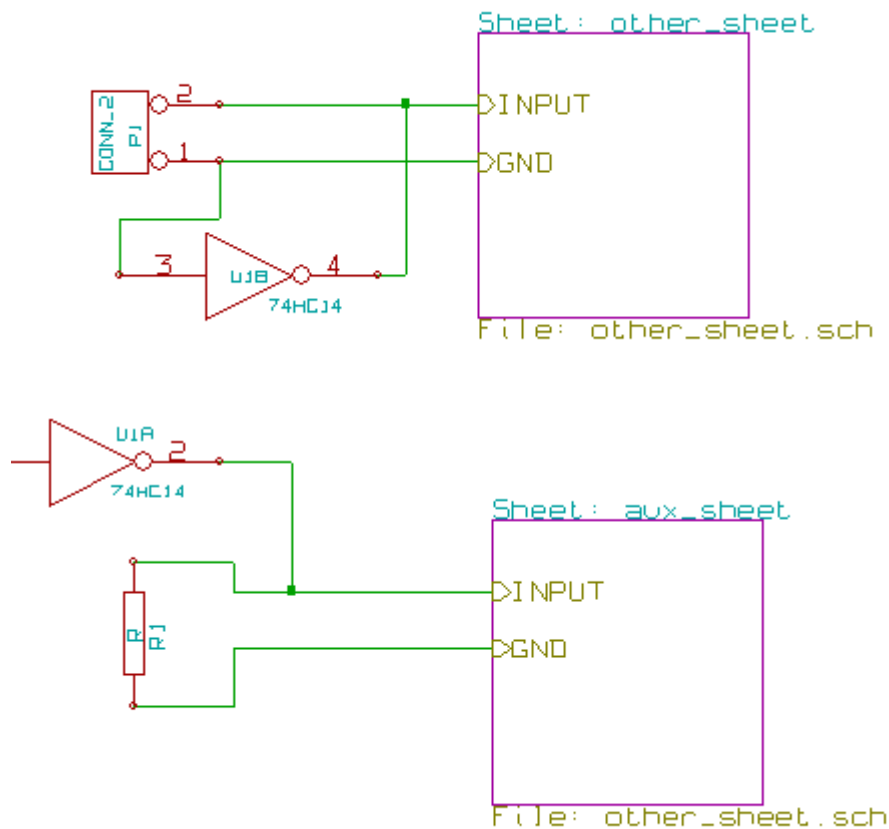 Sheet: other_sheet
CONN_2
P1
2
INPUT
1
GND
3
U1B
4
74HC14
File: other_sheet.sch
U1A
2
74HC14
Sheet: aux_sheet
INPUT
R
R1
GND
File: other_sheet.sch